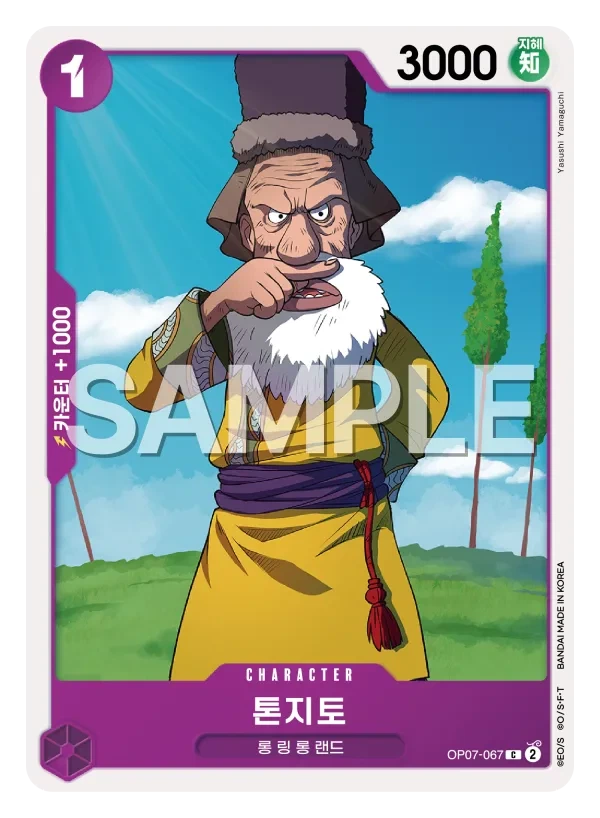 1
3000
지혜
知
Yasushi Yamaguchi
카운터 +1000
SAMPLE
BANDAI MADE IN KOREA
©EO/S ©O/S·F·T
CHARACTER
톤지토
롱 링 롱 랜드
OP07-067 C 2